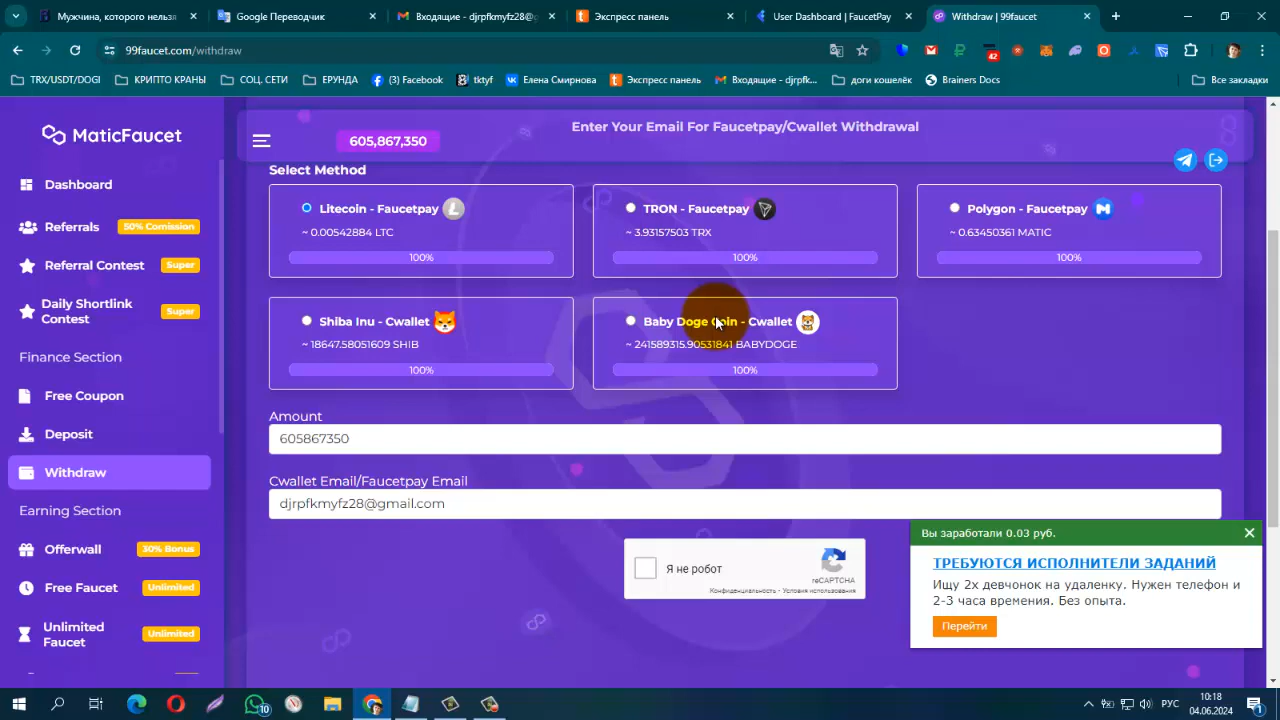 Мужчина, которого нельзя
Google Переводчик
Входящие - djrpfkmyfz28@g
Экспресс панель
User Dashboard | FaucetPay
Withdraw | 99faucet.com
99faucet.com/withdraw
42
TRX/USDT/DOGI
КРИПТО КРАНЫ
СОЦ. СЕТИ
ЕРУНДА
(3) Facebook
tktyf
Елена Смирнова
Экспресс панель
Входящие - djrpfk...
доги кошелёк
Brainers Docs
Все закладки
MaticFaucet
605,867,350
Enter Your Email For Faucetpay/Cwallet Withdrawal
Dashboard
Referrals
50% Comission
Referral Contest
Super
Daily Shortlink
Contest
Super
Finance Section
Free Coupon
Deposit
Withdraw
Earning Section
Offerwall
30% Bonus
Free Faucet
Unlimited
Unlimited
Faucet
Unlimited
Select Method
Litecoin - Faucetpay
~ 0.00542884 LTC
100%
TRON - Faucetpay
~ 3.93157503 TRX
100%
Polygon - Faucetpay
~ 0.63450361 MATIC
100%
Shiba Inu - Cwallet
~ 18647.58051609 SHIB
100%
Baby Doge Coin - Cwallet
~ 241589315.90531841 BABYDOGE
100%
Amount
605867350
Cwallet Email/Faucetpay Email
djrpfkmyfz28@gmail.com
Я не робот
reCAPTCHA
Конфиденциальность - Условия использования
Вы заработали 0.03 руб.
ТРЕБУЮТСЯ ИСПОЛНИТЕЛИ ЗАДАНИЙ
Ищу 2х девчонок на удаленку. Нужен телефон и
2-3 часа времени. Без опыта.
Перейти
10
РУС
10:18
04.06.2024
1